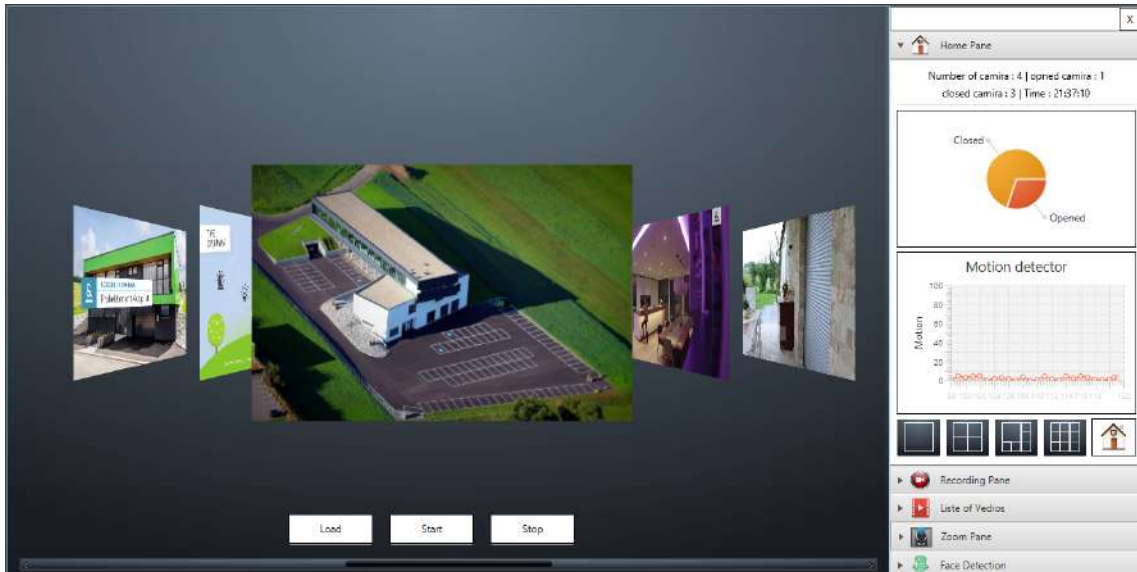 X
Home Pane
Number of camira : 4 | opned camira : 1
closed camira : 3 | Time : 21:37:10
Closed
Opened
Motion detector
Motion
100
80
60
40
20
0
Load
Start
Stop
Recording Pane
Liste of Vedios
Zoom Pane
Face Detection